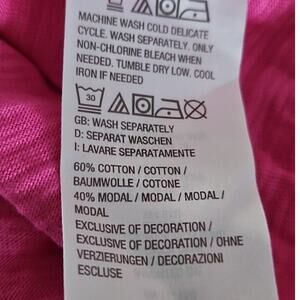 MACHINE WASH COLD DELICATE
CYCLE. WASH SEPARATELY. ONLY
NON-CHLORINE BLEACH WHEN
NEEDED. TUMBLE DRY LOW. COOL
IRON IF NEEDED
30
GB: WASH SEPARATELY
D: SEPARAT WASCHEN
I: LAVARE SEPARATAMENTE
60% COTTON / COTTON /
BAUMWOLLE / COTONE
40% MODAL / MODAL / MODAL /
MODAL
EXCLUSIVE OF DECORATION /
EXCLUSIVE OF DECORATION / OHNE
VERZIERUNGEN / DECORAZIONI
ESCLUSE